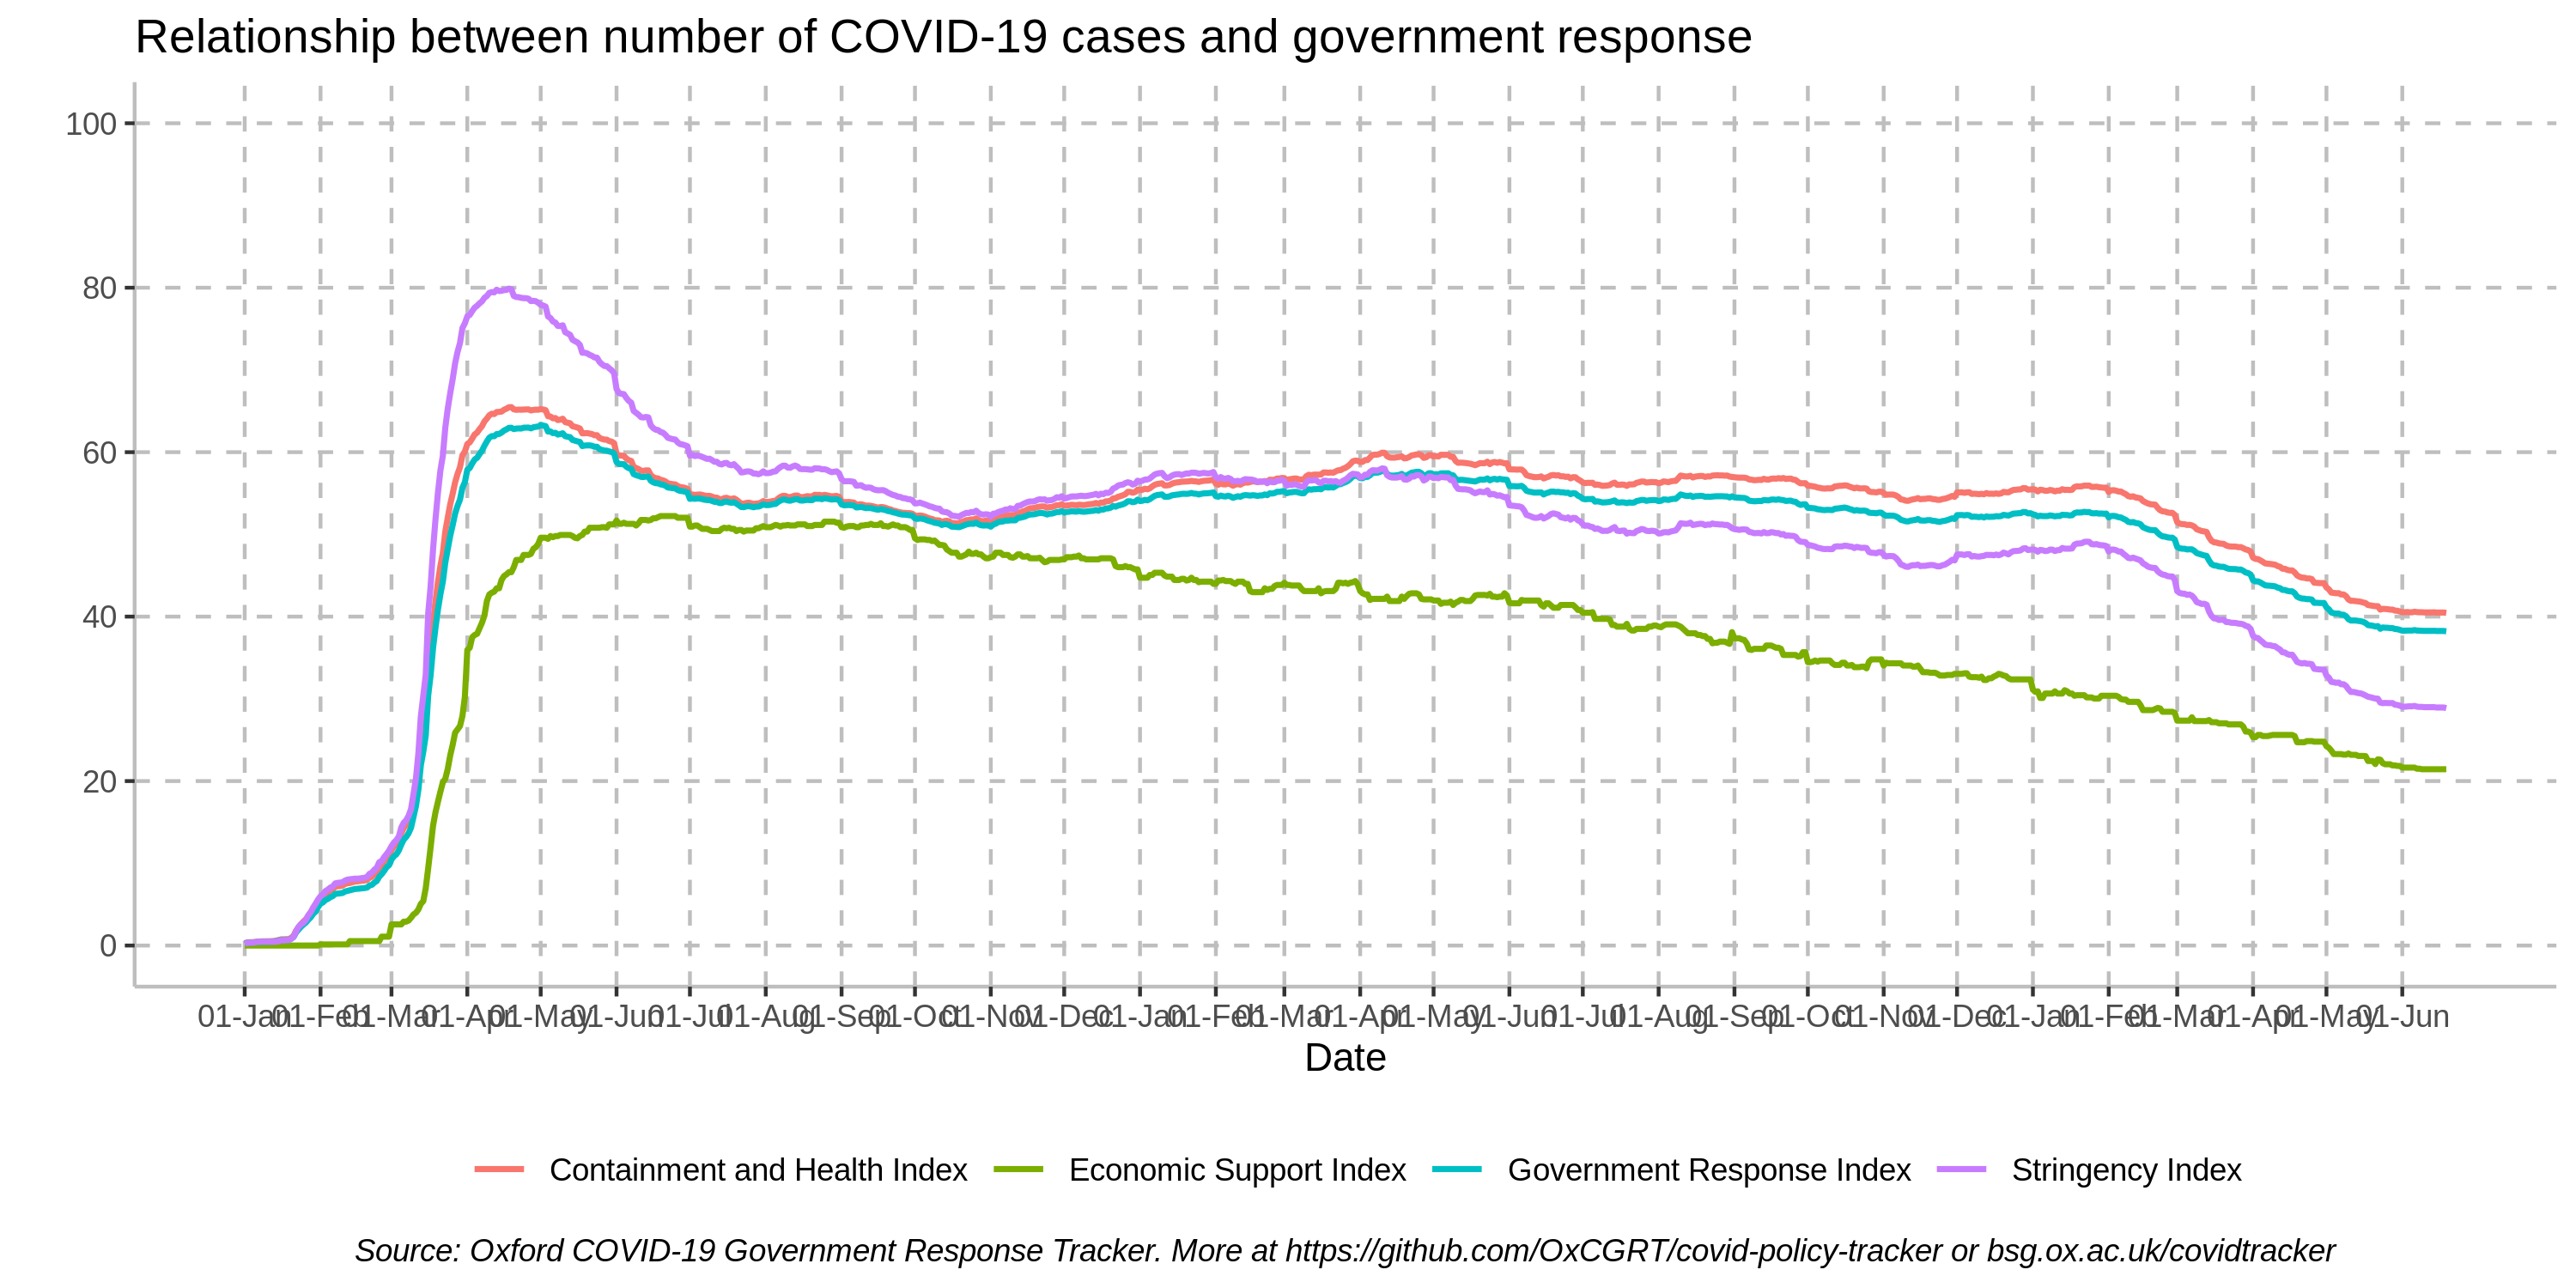 Relationship between number of COVID-19 cases and government response
100
80
60
40
20
0
01-Jan 01-Feb 01-Mar 01-Apr 01-May 01-Jun 01-Jul 01-Aug 01-Sep 01-Oct 01-Nov 01-Dec 01-Jan 01-Feb 01-Mar 01-Apr 01-May 01-Jun 01-Jul 01-Aug 01-Sep 01-Oct 01-Nov 01-Dec 01-Jan 01-Feb 01-Mar 01-Apr 01-May 01-Jun
Date
Containment and Health Index Economic Support Index Government Response Index Stringency Index
Source: Oxford COVID-19 Government Response Tracker. More at https://github.com/OxCGRT/covid-policy-tracker or bsg.ox.ac.uk/covidtracker